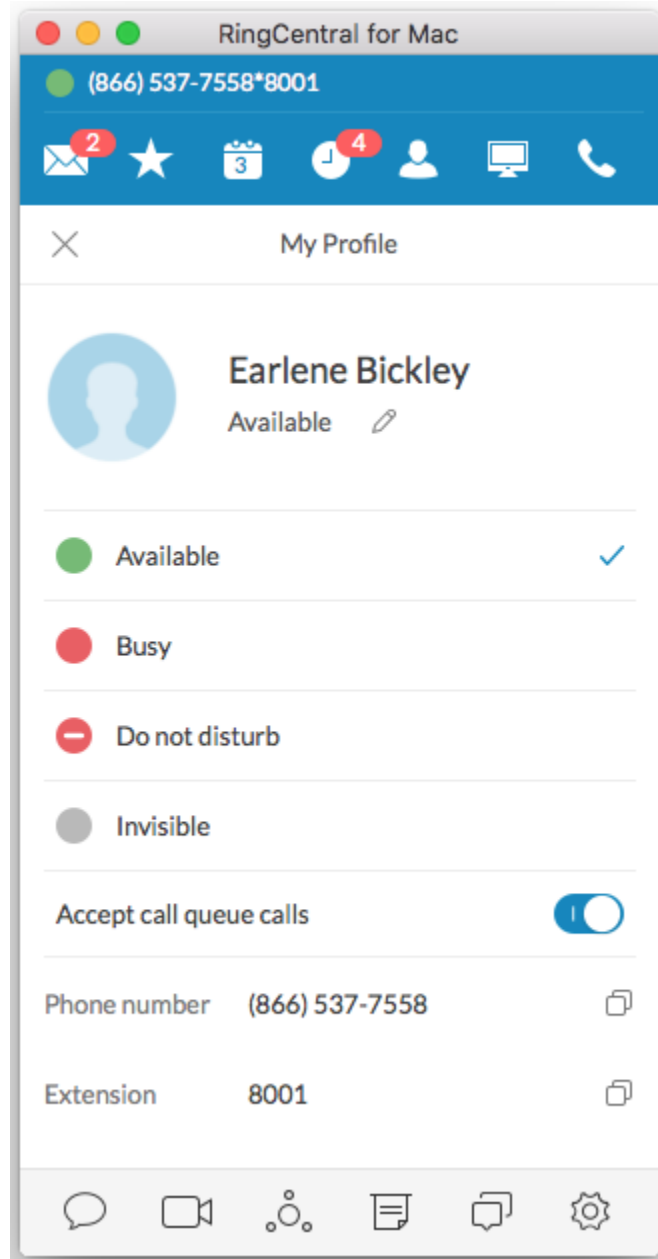 RingCentral for Mac
(866) 537-7558*8001
2
3
4
My Profile
Earlene Bickley
Available
Available
Busy
Do not disturb
Invisible
Accept call queue calls
Phone number (866) 537-7558
Extension 8001